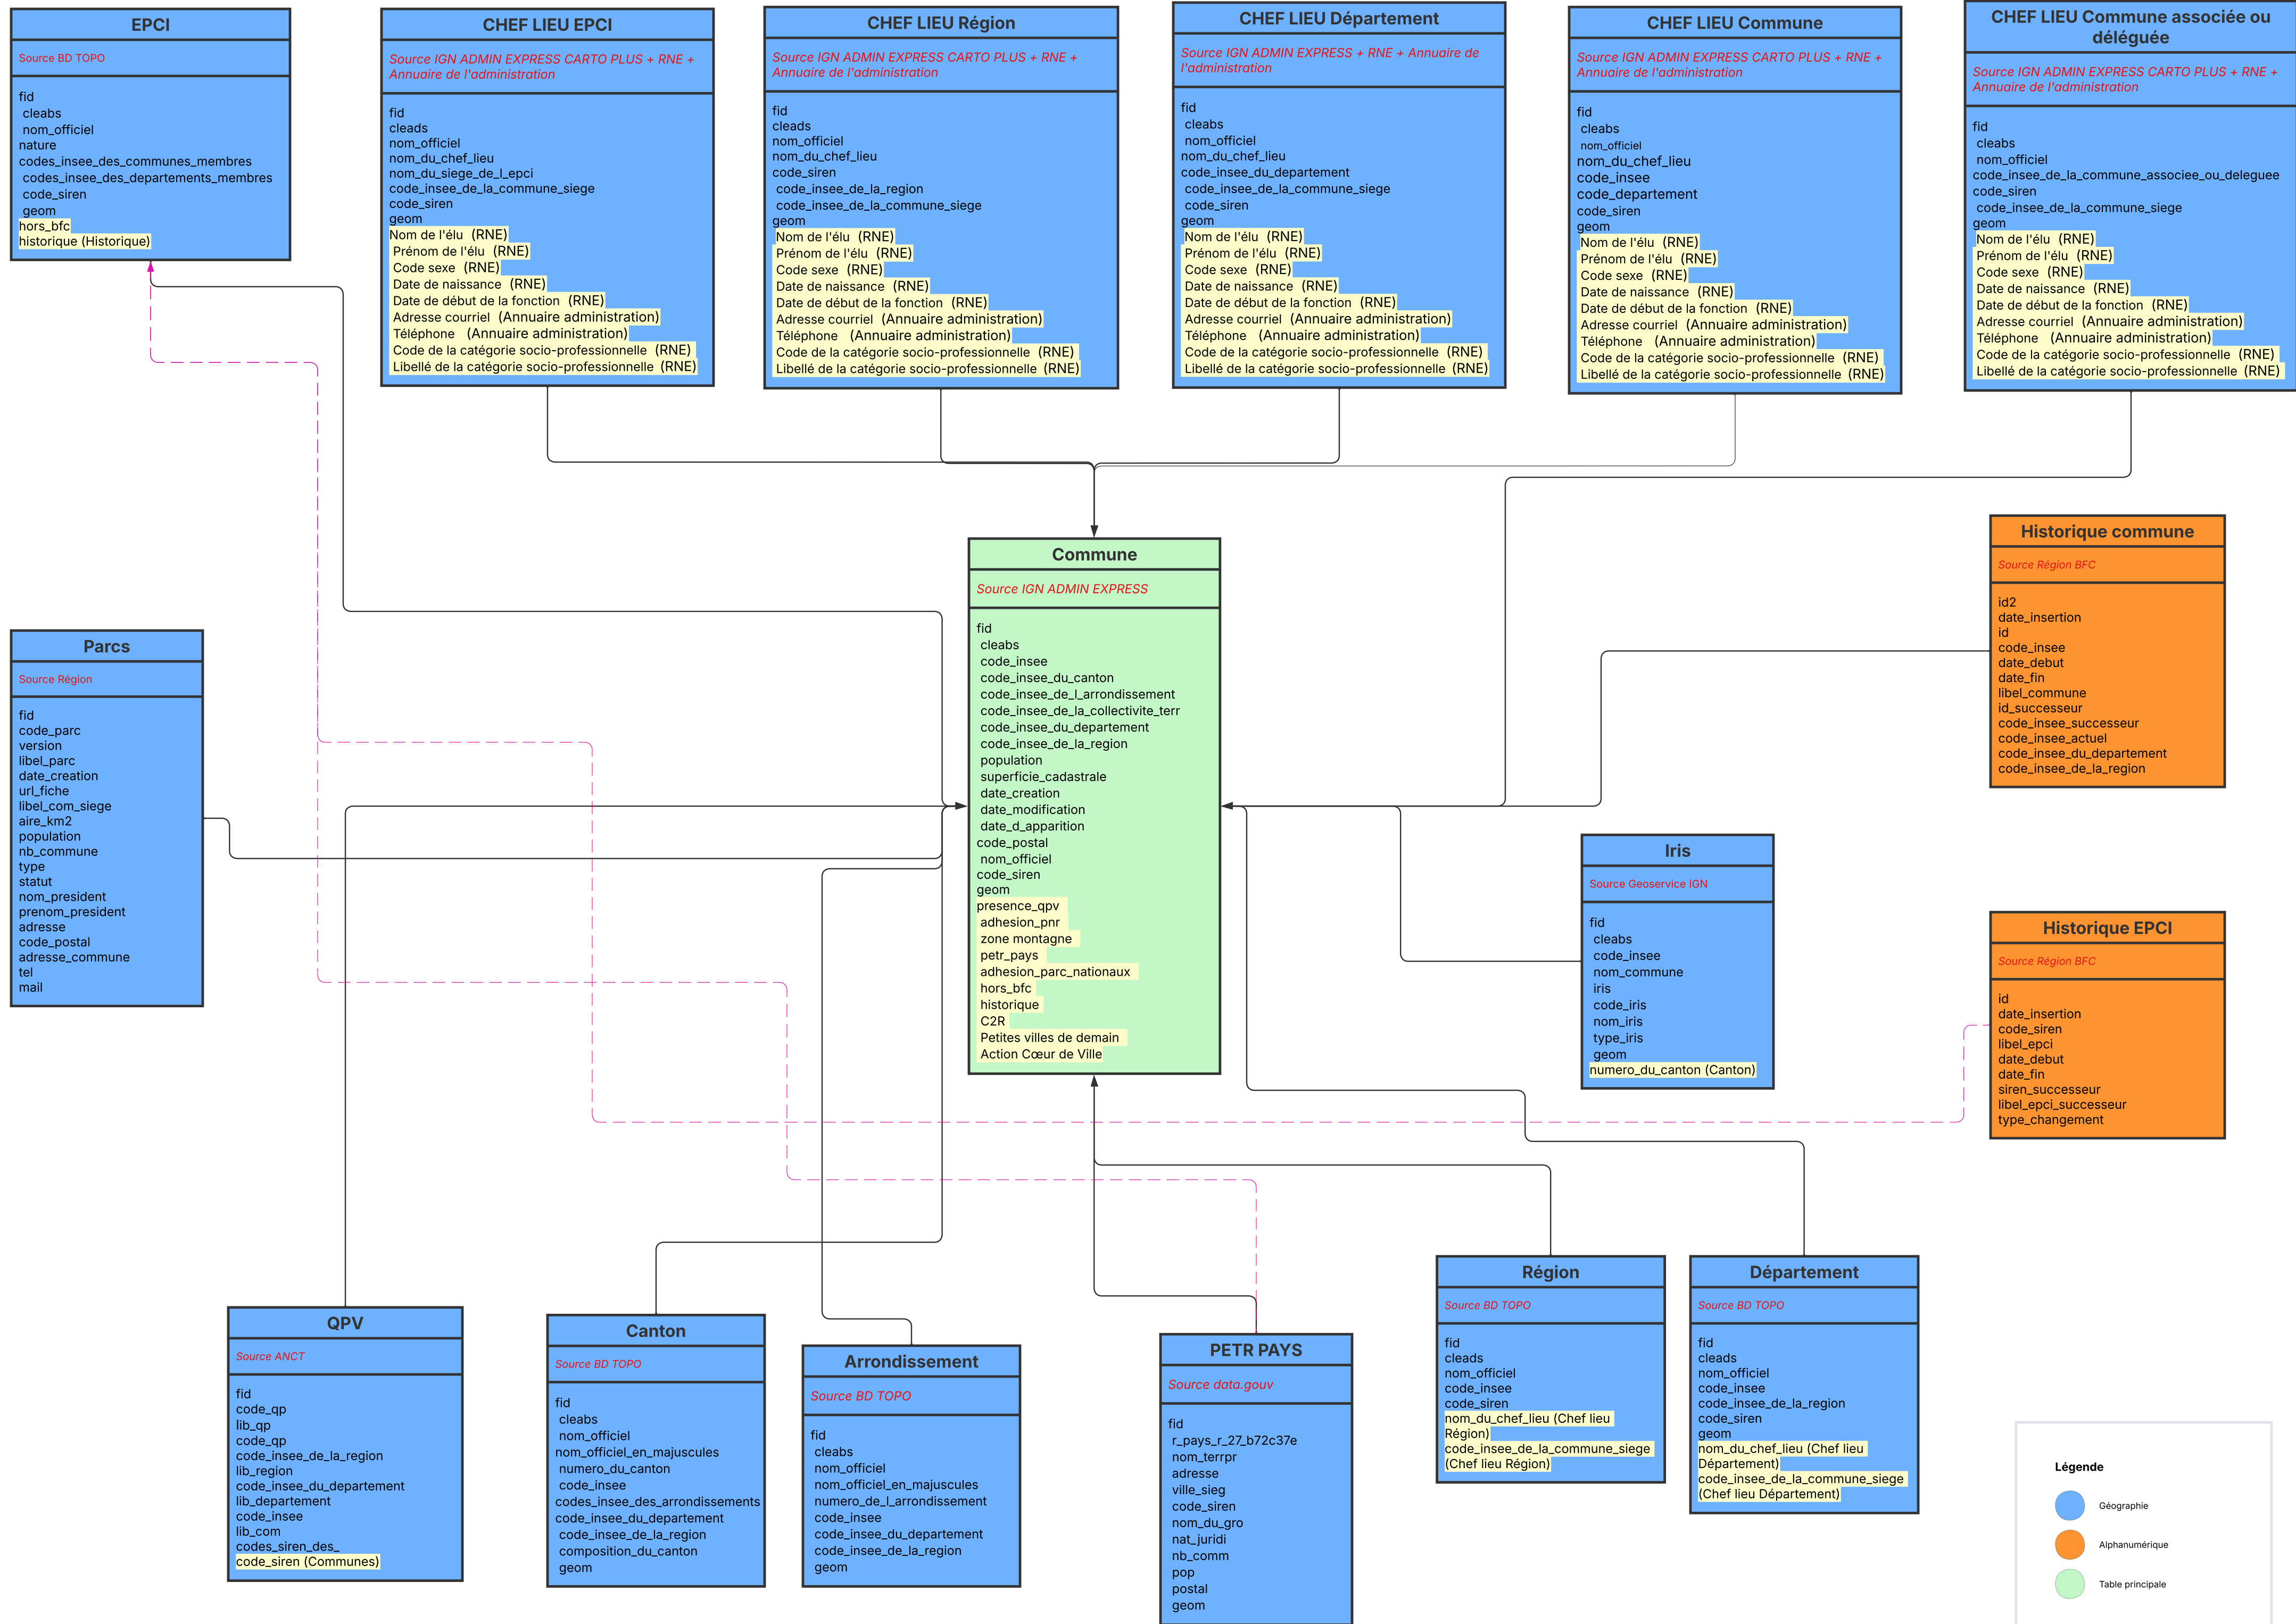 EPCI
Source BD TOPO
fid
cleabs
nom_officiel
nature
codes_insee_des_communes_membres
codes_insee_des_departements_membres
code_siren
geom
hors_bfc
historique (Historique)
CHEF LIEU EPCI
Source IGN ADMIN EXPRESS CARTO PLUS + RNE +
Annuaire de l'administration
fid
cleads
nom_officiel
nom_du_chef_lieu
nom_du_siege_de_l_epci
code_insee_de_la_commune_siege
code_siren
geom
Nom de l'élu (RNE)
Prénom de l'élu (RNE)
Code sexe (RNE)
Date de naissance (RNE)
Date de début de la fonction (RNE)
Adresse courriel (Annuaire administration)
Téléphone (Annuaire administration)
Code de la catégorie socio-professionnelle (RNE)
Libellé de la catégorie socio-professionnelle (RNE)
CHEF LIEU Région
Source IGN ADMIN EXPRESS CARTO PLUS + RNE +
Annuaire de l'administration
fid
cleads
nom_officiel
nom_du_chef_lieu
code_siren
code_insee_de_la_region
code_insee_de_la_commune_siege
geom
Nom de l'élu (RNE)
Prénom de l'élu (RNE)
Code sexe (RNE)
Date de naissance (RNE)
Date de début de la fonction (RNE)
Adresse courriel (Annuaire administration)
Téléphone (Annuaire administration)
Code de la catégorie socio-professionnelle (RNE)
Libellé de la catégorie socio-professionnelle (RNE)
CHEF LIEU Département
Source IGN ADMIN EXPRESS + RNE + Annuaire de
l'administration
fid
cleabs
nom_officiel
nom_du_chef_lieu
code_insee_du_departement
code_insee_de_la_commune_siege
code_siren
geom
Nom de l'élu (RNE)
Prénom de l'élu (RNE)
Code sexe (RNE)
Date de naissance (RNE)
Date de début de la fonction (RNE)
Adresse courriel (Annuaire administration)
Téléphone (Annuaire administration)
Code de la catégorie socio-professionnelle (RNE)
Libellé de la catégorie socio-professionnelle (RNE)
CHEF LIEU Commune
Source IGN ADMIN EXPRESS CARTO PLUS + RNE +
Annuaire de l'administration
fid
cleabs
nom_officiel
nom_du_chef_lieu
code_insee
code_departement
code_siren
geom
Nom de l'élu (RNE)
Prénom de l'élu (RNE)
Code sexe (RNE)
Date de naissance (RNE)
Date de début de la fonction (RNE)
Adresse courriel (Annuaire administration)
Téléphone (Annuaire administration)
Code de la catégorie socio-professionnelle (RNE)
Libellé de la catégorie socio-professionnelle (RNE)
CHEF LIEU Commune associée ou
déléguée
Source IGN ADMIN EXPRESS CARTO PLUS + RNE +
Annuaire de l'administration
fid
cleabs
nom_officiel
code_insee_de_la_commune_associee_ou_deleguee
code_siren
code_insee_de_la_commune_siege
geom
Nom de l'élu (RNE)
Prénom de l'élu (RNE)
Code sexe (RNE)
Date de naissance (RNE)
Date de début de la fonction (RNE)
Adresse courriel (Annuaire administration)
Téléphone (Annuaire administration)
Code de la catégorie socio-professionnelle (RNE)
Libellé de la catégorie socio-professionnelle (RNE)
Parcs
Source Région
fid
code_parc
version
libel_parc
date_creation
url_fiche
libel_com_siege
aire_km2
population
nb_commune
type
statut
nom_president
prenom_president
adresse
code_postal
adresse_commune
tel
mail
Commune
Source IGN ADMIN EXPRESS
fid
cleabs
code_insee
code_insee_du_canton
code_insee_de_l_arrondissement
code_insee_de_la_collectivite_terr
code_insee_du_departement
code_insee_de_la_region
population
superficie_cadastrale
date_creation
date_modification
date_d_apparition
code_postal
nom_officiel
code_siren
geom
presence_qpv
adhesion_pnr
zone montagne
petr_pays
adhesion_parc_nationaux
hors_bfc
historique
C2R
Petites villes de demain
Action Cœur de Ville
Historique commune
Source Région BFC
id2
date_insertion
id
code_insee
date_debut
date_fin
libel_commune
id_successeur
code_insee_successeur
code_insee_actuel
code_insee_du_departement
code_insee_de_la_region
Iris
Source Geoservice IGN
fid
cleabs
code_insee
nom_commune
iris
code_iris
nom_iris
type_iris
geom
numero_du_canton (Canton)
Historique EPCI
Source Région BFC
id
date_insertion
code_siren
libel_epci
date_debut
date_fin
siren_successeur
libel_epci_successeur
type_changement
QPV
Source ANCT
fid
code_qp
lib_qp
code_qp
code_insee_de_la_region
lib_region
code_insee_du_departement
lib_departement
code_insee
lib_com
codes_siren_des_
code_siren (Communes)
Canton
Source BD TOPO
fid
cleabs
nom_officiel
nom_officiel_en_majuscules
numero_du_canton
code_insee
codes_insee_des_arrondissements
code_insee_du_departement
code_insee_de_la_region
composition_du_canton
geom
Arrondissement
Source BD TOPO
fid
cleabs
nom_officiel
nom_officiel_en_majuscules
numero_de_l_arrondissement
code_insee
code_insee_du_departement
code_insee_de_la_region
geom
PETR PAYS
Source data.gouv
fid
r_pays_r_27_b72c37e
nom_terrpr
adresse
ville_sieg
code_siren
nom_du_gro
nat_juridi
nb_comm
pop
postal
geom
Région
Source BD TOPO
fid
cleads
nom_officiel
code_insee
code_siren
nom_du_chef_lieu (Chef lieu
Région)
code_insee_de_la_commune_siege
(Chef lieu Région)
Département
Source BD TOPO
fid
cleads
nom_officiel
code_insee
code_insee_de_la_region
code_siren
geom
nom_du_chef_lieu (Chef lieu
Département)
code_insee_de_la_commune_siege
(Chef lieu Département)
Légende
Géographie
Alphanumérique
Table principale